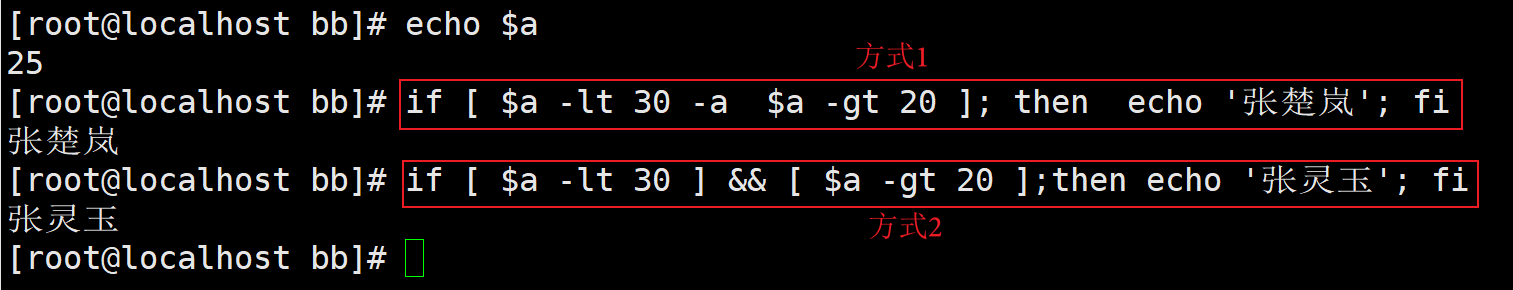 [root@localhost bb]# echo $a
25
方式1
[root@localhost bb]# if [ $a -lt 30 -a  $a -gt 20 ]; then  echo '张楚岚'; fi
张楚岚
[root@localhost bb]# if [ $a -lt 30 ] && [ $a -gt 20 ];then echo '张灵玉'; fi
张灵玉
方式2
[root@localhost bb]#